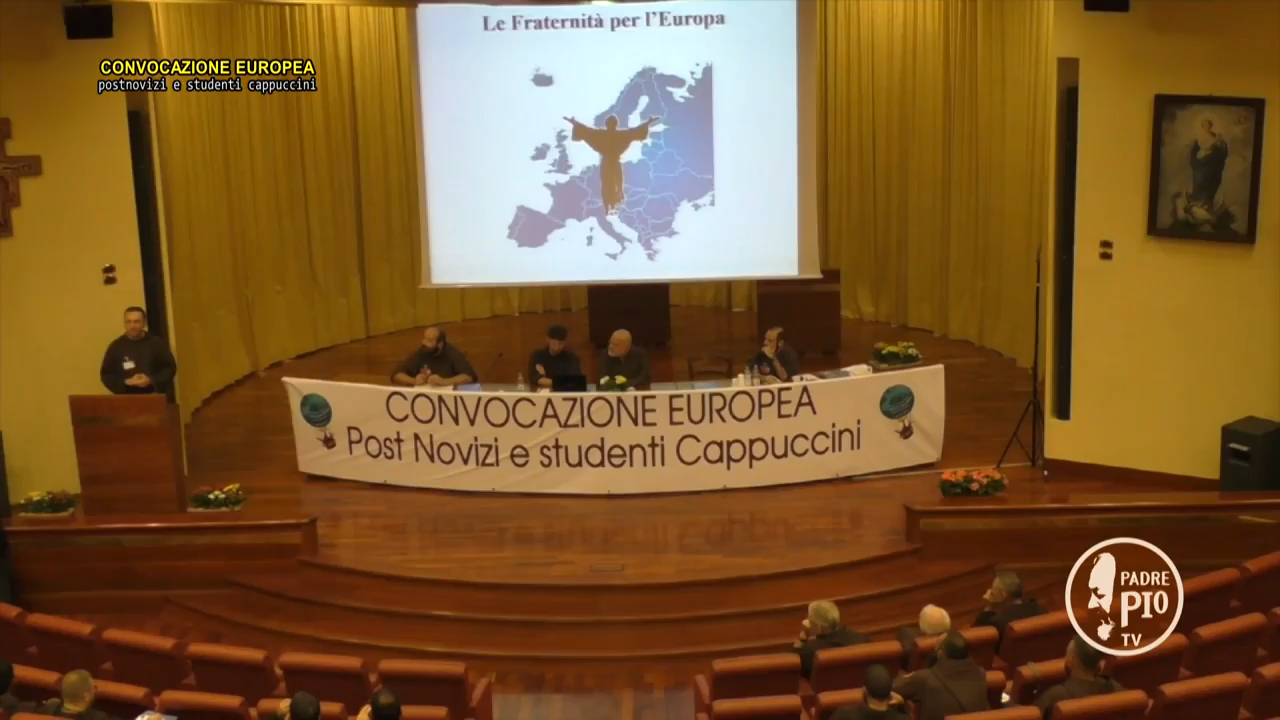 Le Fraternità per l'Europa
CONVOCAZIONE EUROPEA
postnovizi e studenti cappuccini
CONVOCAZIONE EUROPEA
Post Novizi e studenti Cappuccini
PADRE
PIO
TV